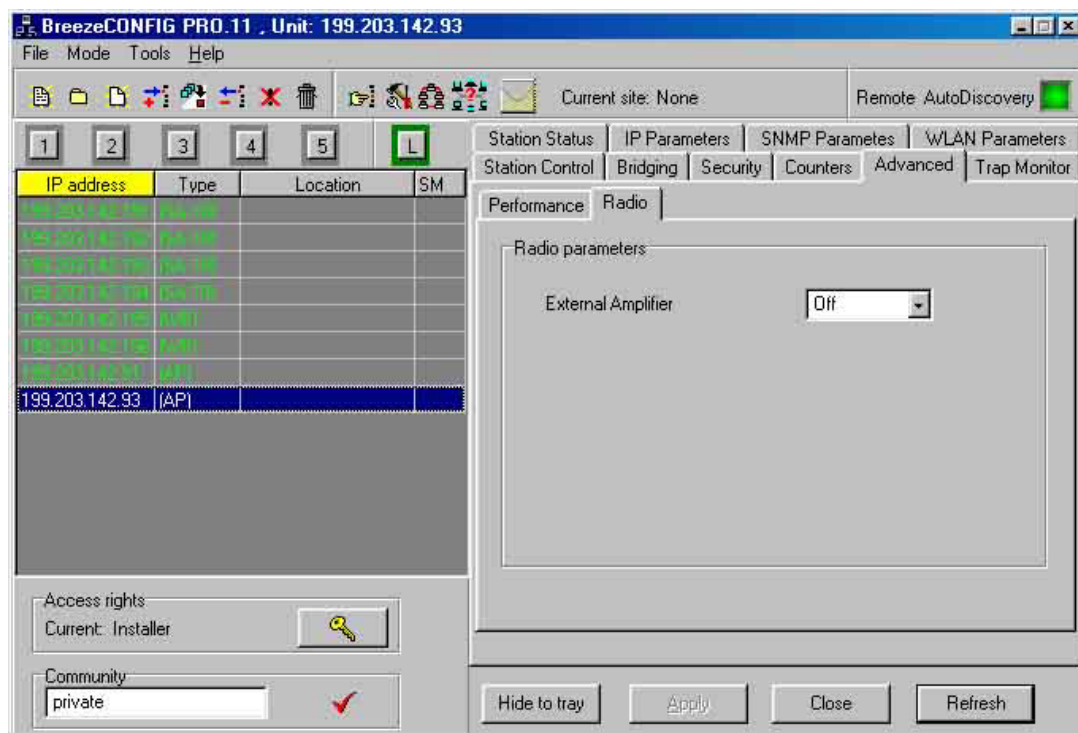 BreezeCONFIG PRO.11 , Unit: 199.203.142.93
File Mode Tools Help
Current site: None
Remote AutoDiscovery
1 2 3 4 5 L
Station Status IP Parameters SNMP Parametes WLAN Parameters
Station Control Bridging Security Counters Advanced Trap Monitor
Performance Radio
IP address Type Location SM
199.203.142.93 (AP)
Radio parameters
External Amplifier Off
Access rights
Current: Installer
Community
private
Hide to tray Apply Close Refresh